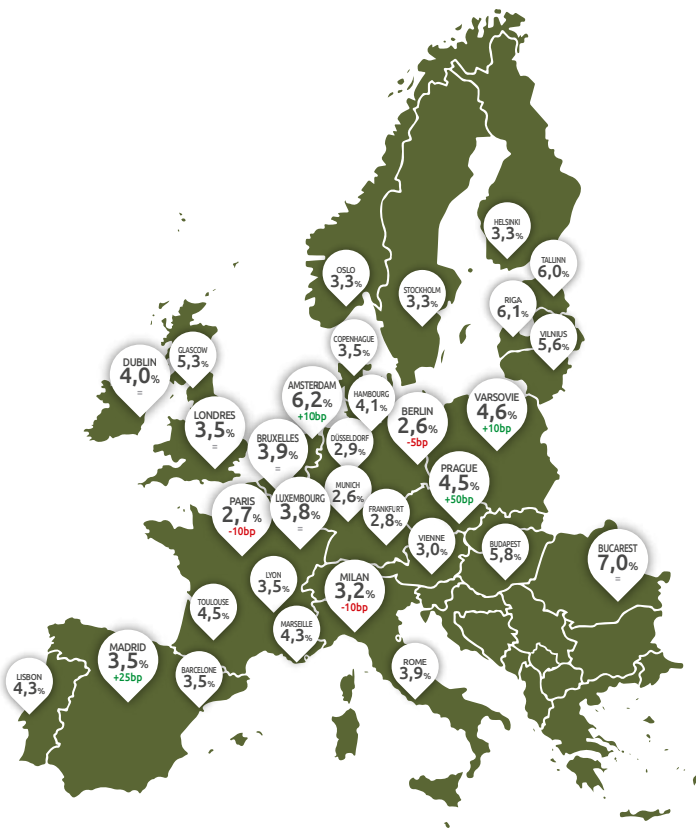 HELSINKI
3,3%
TALLINN
6,0%
OSLO
3,3%
STOCKHOLM
3,3%
RIGA
6,1%
VILNIUS
5,6%
COPENHAGUE
3,5%
GLASCOW
5,3%
DUBLIN
4,0%
=
AMSTERDAM
6,2%
+10bp
HAMBOURG
4,1%
BERLIN
2,6%
-5bp
VARSOVIE
4,6%
+10bp
LONDRES
3,5%
=
BRUXELLES
3,9%
=
DÜSSELDORF
2,9%
PRAGUE
4,5%
+50bp
PARIS
2,7%
-10bp
LUXEMBOURG
3,8%
=
MUNICH
2,6%
FRANKFURT
2,8%
VIENNE
3,0%
BUDAPEST
5,8%
BUCAREST
7,0%
=
LYON
3,5%
MILAN
3,2%
-10bp
TOULOUSE
4,5%
MARSEILLE
4,3%
MADRID
3,5%
+25bp
BARCELONE
3,5%
ROME
3,9%
LISBON
4,3%